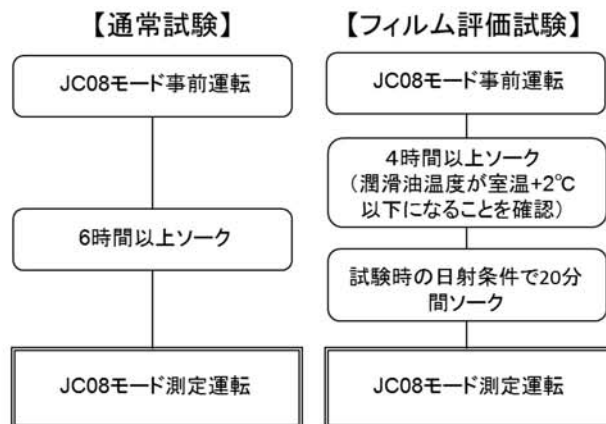 【通常試験】
JC08モード事前運転
6時間以上ソーク
JC08モード測定運転
【フィルム評価試験】
JC08モード事前運転
4時間以上ソーク
(潤滑油温度が室温+2℃
以下になることを確認)
試験時の日射条件で20分
間ソーク
JC08モード測定運転